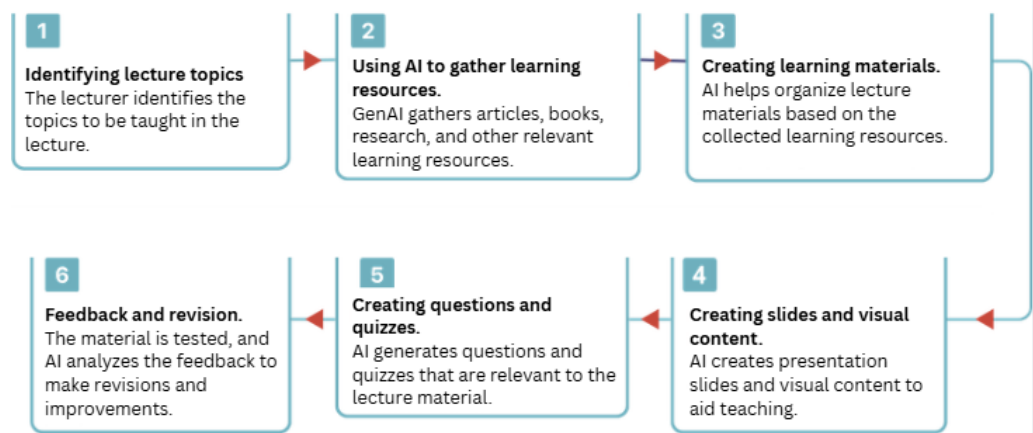 1
Identifying lecture topics
The lecturer identifies the
topics to be taught in the
lecture.
2
Using AI to gather learning
resources.
GenAI gathers articles, books,
research, and other relevant
learning resources.
3
Creating learning materials.
AI helps organize lecture
materials based on the
collected learning resources.
4
Creating slides and visual
content.
AI creates presentation
slides and visual content to
aid teaching.
5
Creating questions and
quizzes.
AI generates questions and
quizzes that are relevant to the
lecture material.
6
Feedback and revision.
The material is tested, and
AI analyzes the feedback to
make revisions and
improvements.